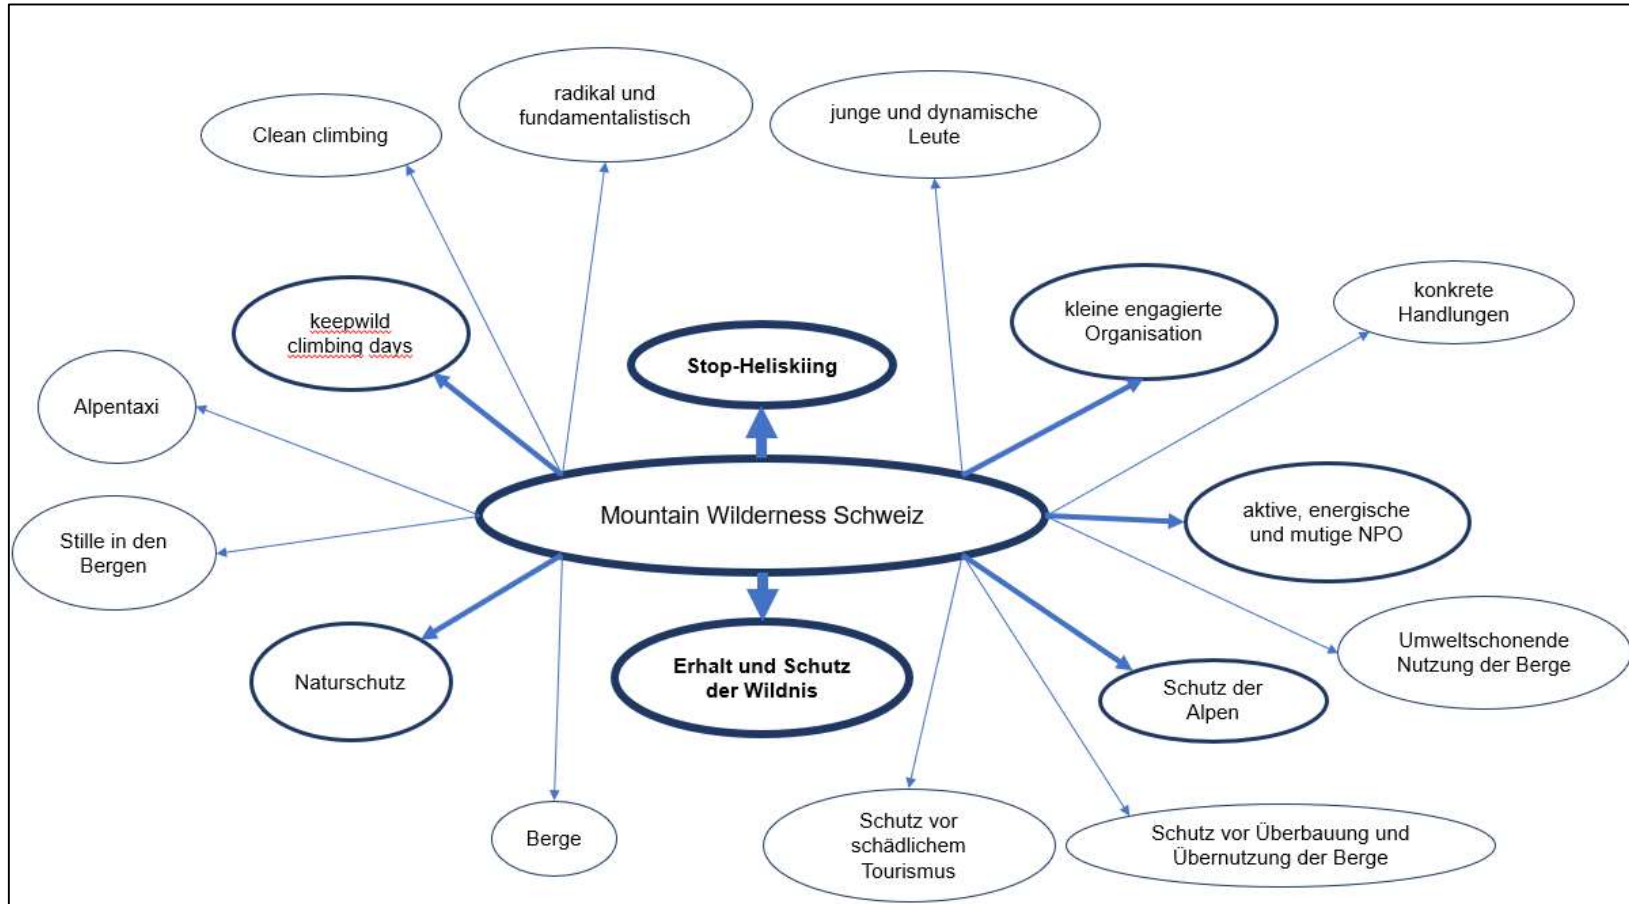 radikal und
fundamentalistisch
junge und dynamische
Leute
Clean climbing
konkrete
Handlungen
keepwild
climbing days
kleine engagierte
Organisation
Stop-Heliskiing
Alpentaxi
Mountain Wilderness Schweiz
aktive, energische
und mutige NPO
Stille in den
Bergen
Umweltschonende
Nutzung der Berge
Naturschutz
Erhalt und Schutz
der Wildnis
Schutz der
Alpen
Berge
Schutz vor
schädlichem
Tourismus
Schutz vor Überbauung und
Übernutzung der Berge